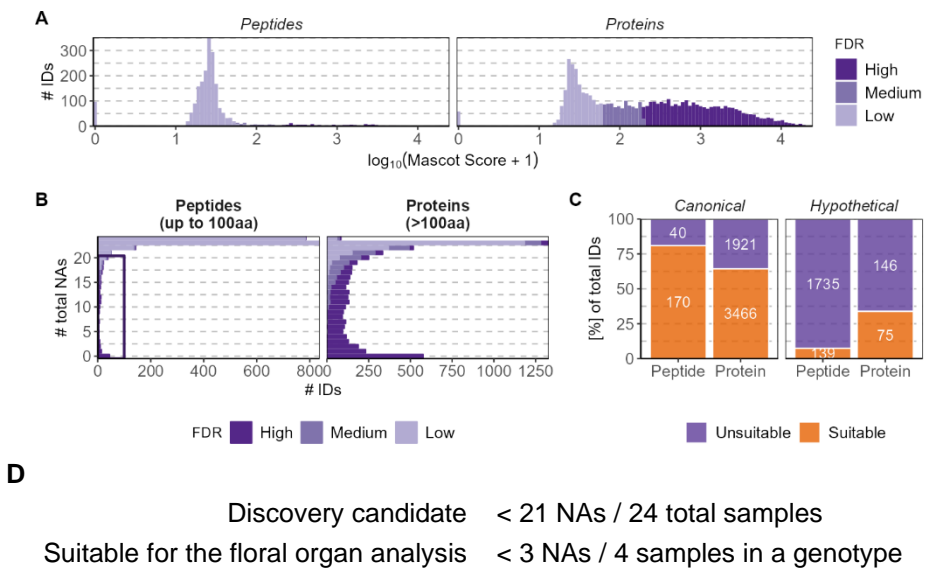 A
Peptides
Proteins
FDR
High
Medium
Low
# IDs
300
200
100
0
0 1 2 3 4
0 1 2 3 4
log10(Mascot Score + 1)
B
Peptides
(up to 100aa)
Proteins
(>100aa)
# total NAs
20
15
10
5
0
0 200 400 600 800
0 250 500 750 1000 1250
# IDs
FDR High Medium Low
C
Canonical
Hypothetical
[%] of total IDs
100
75
50
25
0
40
1921
170
3466
1735
146
139
75
Peptide Protein
Peptide Protein
Unsuitable Suitable
D
Discovery candidate < 21 NAs / 24 total samples
Suitable for the floral organ analysis < 3 NAs / 4 samples in a genotype